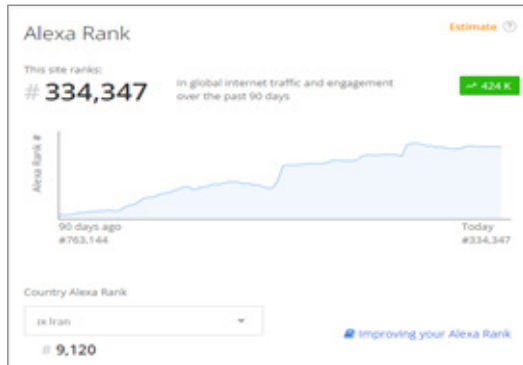 Alexa Rank
Estimate ?
This site ranks:
# 334,347
In global internet traffic and engagement
over the past 90 days
424 K
Alexa Rank #
90 days ago
#763,144
Today
#334,347
Country Alexa Rank
Iran
# 9,120
Improving your Alexa Rank